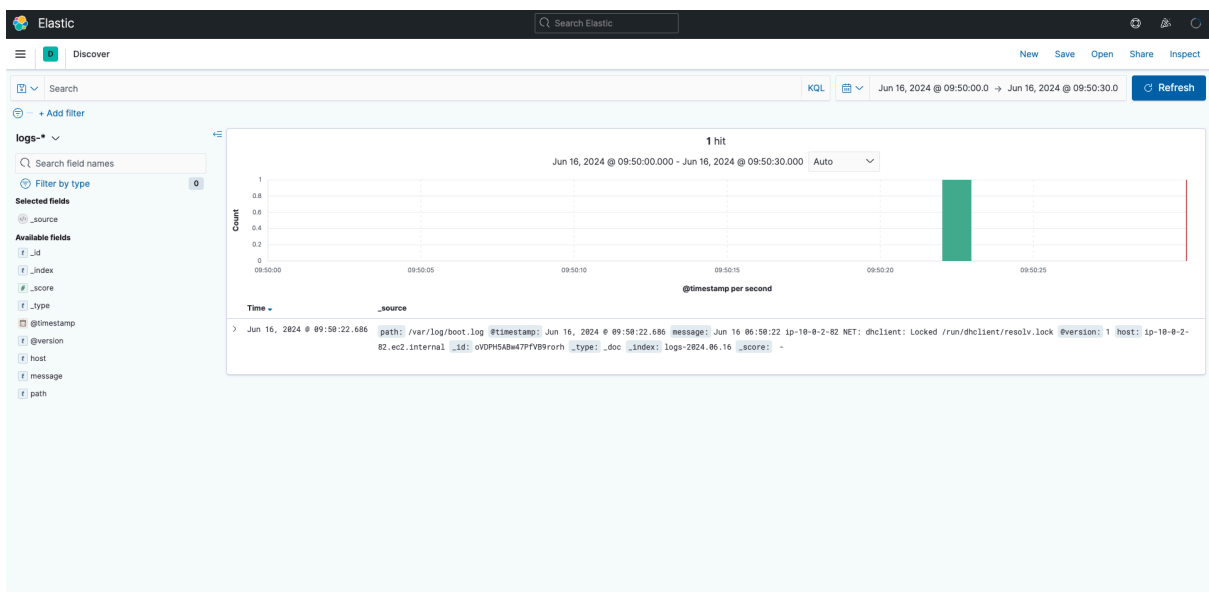 Elastic
Search Elastic
D Discover
New Save Open Share Inspect
Search
KQL
Jun 16, 2024 @ 09:50:00.0 → Jun 16, 2024 @ 09:50:30.0
Refresh
+ Add filter
logs-*
Search field names
Filter by type 0
Selected fields
_source
Available fields
t _id
t _index
# _score
t _type
@timestamp
t @version
t host
t message
t path
1 hit
Jun 16, 2024 @ 09:50:00.000 - Jun 16, 2024 @ 09:50:30.000 Auto
Count
1
0.8
0.6
0.4
0.2
0
09:50:00 09:50:05 09:50:10 09:50:15 09:50:20 09:50:25
@timestamp per second
Time _source
Jun 16, 2024 @ 09:50:22.686 path: /var/log/boot.log @timestamp: Jun 16, 2024 @ 09:50:22.686 message: Jun 16 06:50:22 ip-10-0-2-82 NET: dhclient: Locked /run/dhclient/resolv.lock @version: 1 host: ip-10-0-2-
82.ec2.internal _id: oVDPH5ABw47PfVB9rorh _type: _doc _index: logs-2024.06.16 _score: -